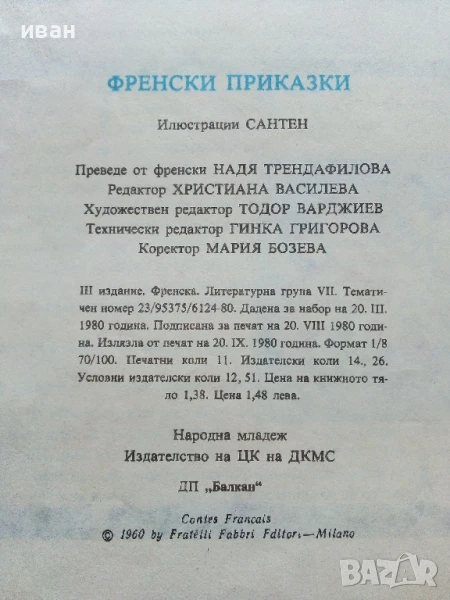 иван
ФРЕНСКИ ПРИКАЗКИ
Илюстрации САНТЕН
Преведе от френски НАДЯ ТРЕНДАФИЛОВА
Редактор ХРИСТИАНА ВАСИЛЕВА
Художествен редактор ТОДОР ВАРДЖИЕВ
Технически редактор ГИНКА ГРИГОРОВА
Коректор МАРИЯ БОЗЕВА
III издание. Френска. Литературна група VII. Темати-
чен номер 23/95375/6124-80. Дадена за набор на 20. III.
1980 година. Подписана за печат на 20. VIII 1980 годи-
на. Излязла от печат на 20. IX. 1980 година. Формат 1/8
70/100. Печатни коли 11. Издателски коли 14., 26.
Условни издателски коли 12, 51. Цена на книжното тя-
ло 1,38. Цена 1,48 лева.
Народна младеж
Издателство на ЦК на ДКМС
ДП „Балкан“
Contes Francais
© 1960 by Fratélli Fabbri Editori—Milano
BAZAR.BG